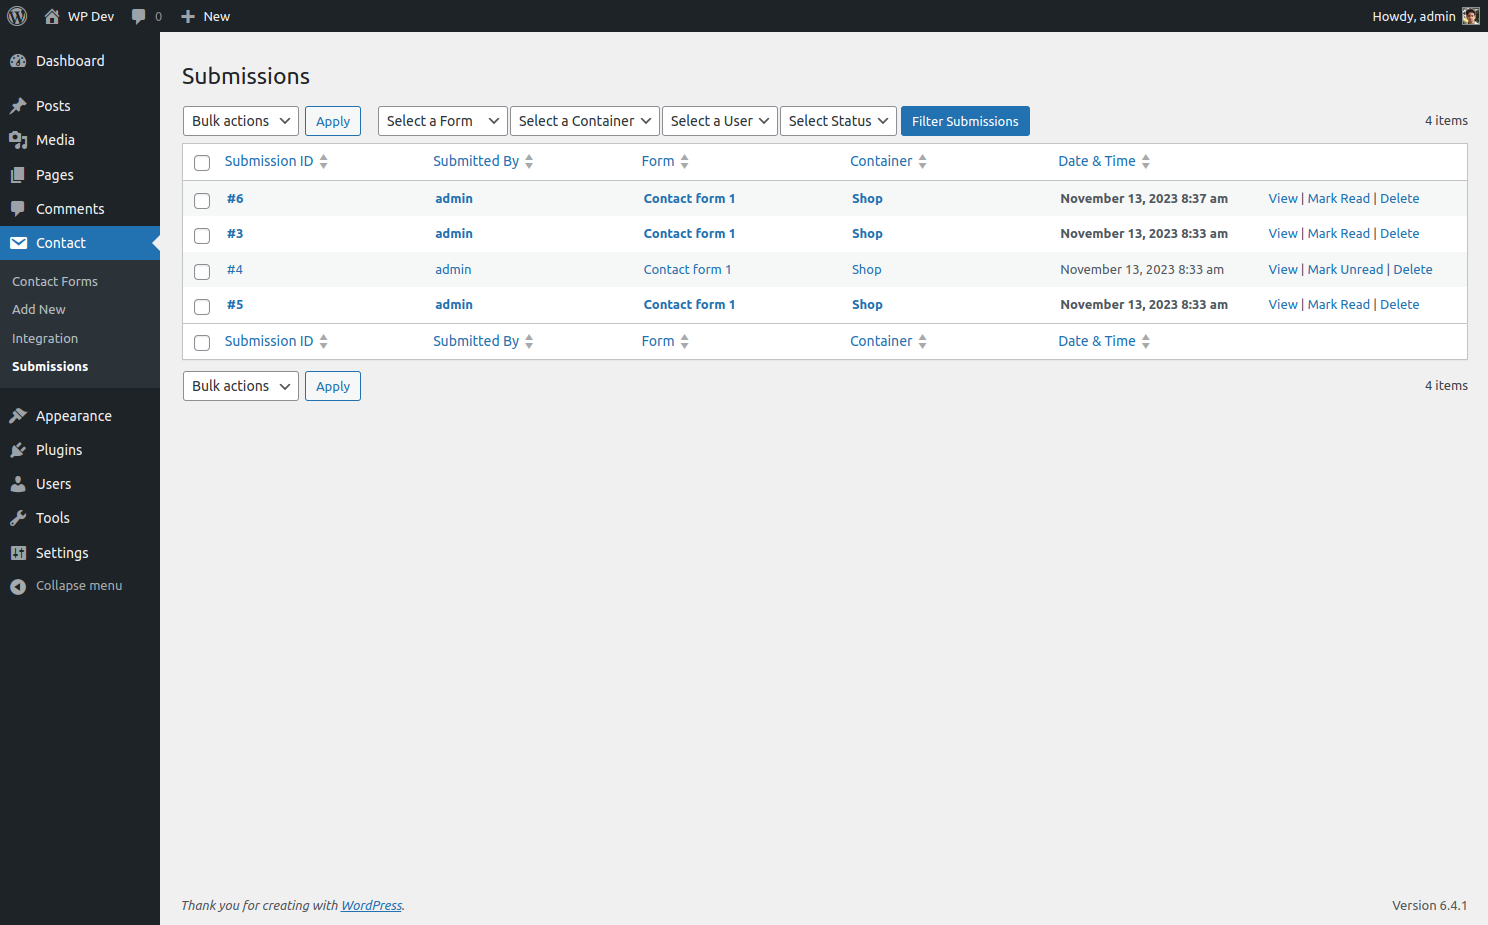 WP Dev 0 New Howdy, admin
Dashboard
Posts
Media
Pages
Comments
Contact
Contact Forms
Add New
Integration
Submissions
Appearance
Plugins
Users
Tools
Settings
Collapse menu
Submissions
Bulk actions Apply Select a Form Select a Container Select a User Select Status Filter Submissions 4 items
Submission ID Submitted By Form Container Date & Time
#6 admin Contact form 1 Shop November 13, 2023 8:37 am View | Mark Read | Delete
#3 admin Contact form 1 Shop November 13, 2023 8:33 am View | Mark Read | Delete
#4 admin Contact form 1 Shop November 13, 2023 8:33 am View | Mark Unread | Delete
#5 admin Contact form 1 Shop November 13, 2023 8:33 am View | Mark Read | Delete
Submission ID Submitted By Form Container Date & Time
Bulk actions Apply 4 items
Thank you for creating with WordPress. Version 6.4.1